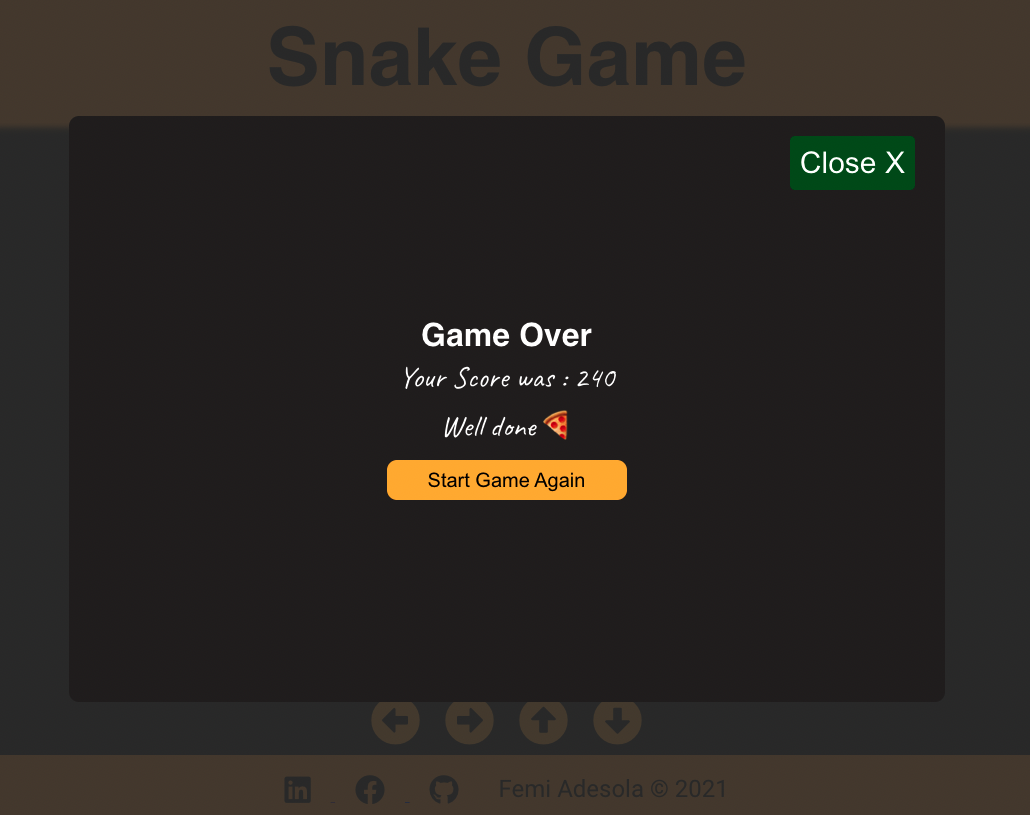 Snake Game
Close X
Game Over
Your Score was : 240
Well done 🍕
Start Game Again
Femi Adesola © 2021